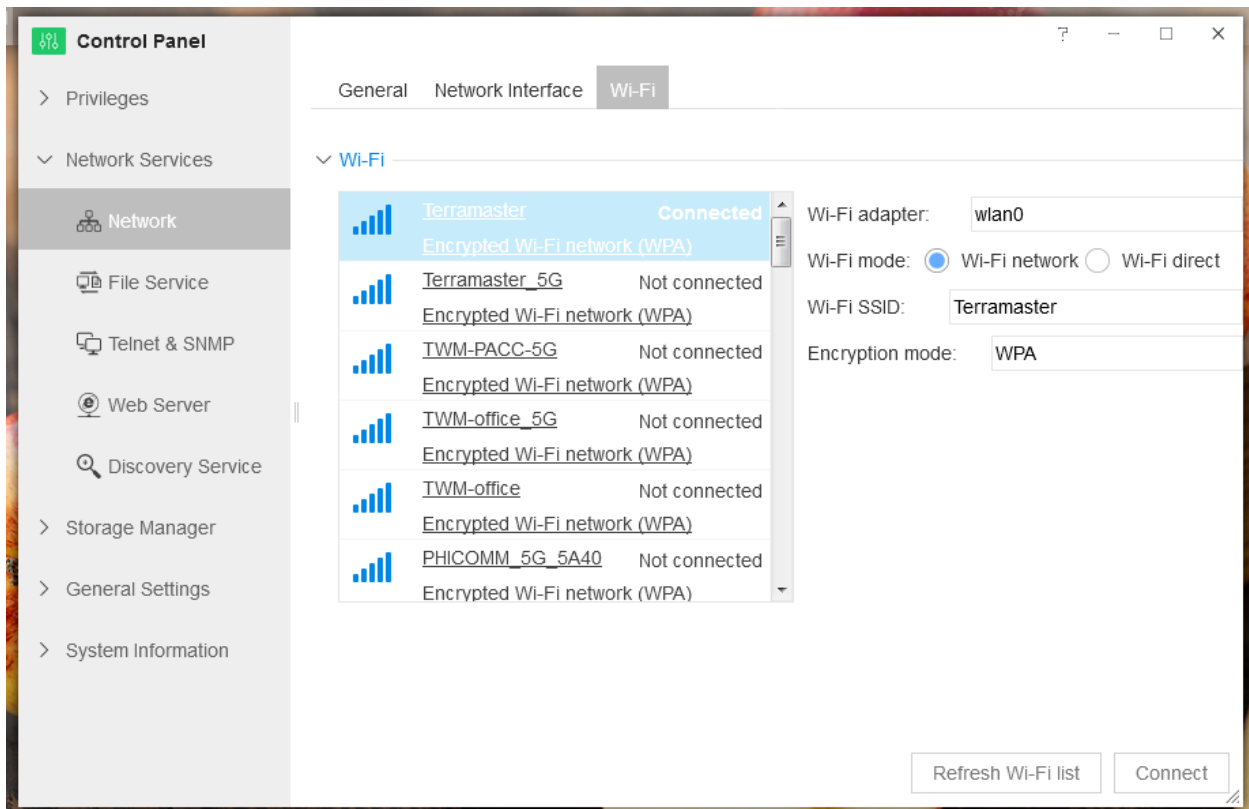 Control Panel
Privileges
Network Services
Network
File Service
Telnet & SNMP
Web Server
Discovery Service
Storage Manager
General Settings
System Information
General Network Interface Wi-Fi
Wi-Fi
Terramaster Connected
Encrypted Wi-Fi network (WPA)
Terramaster_5G Not connected
Encrypted Wi-Fi network (WPA)
TWM-PACC-5G Not connected
Encrypted Wi-Fi network (WPA)
TWM-office_5G Not connected
Encrypted Wi-Fi network (WPA)
TWM-office Not connected
Encrypted Wi-Fi network (WPA)
PHICOMM_5G_5A40 Not connected
Encrypted Wi-Fi network (WPA)
Wi-Fi adapter: wlan0
Wi-Fi mode: Wi-Fi network Wi-Fi direct
Wi-Fi SSID: Terramaster
Encryption mode: WPA
Refresh Wi-Fi list Connect